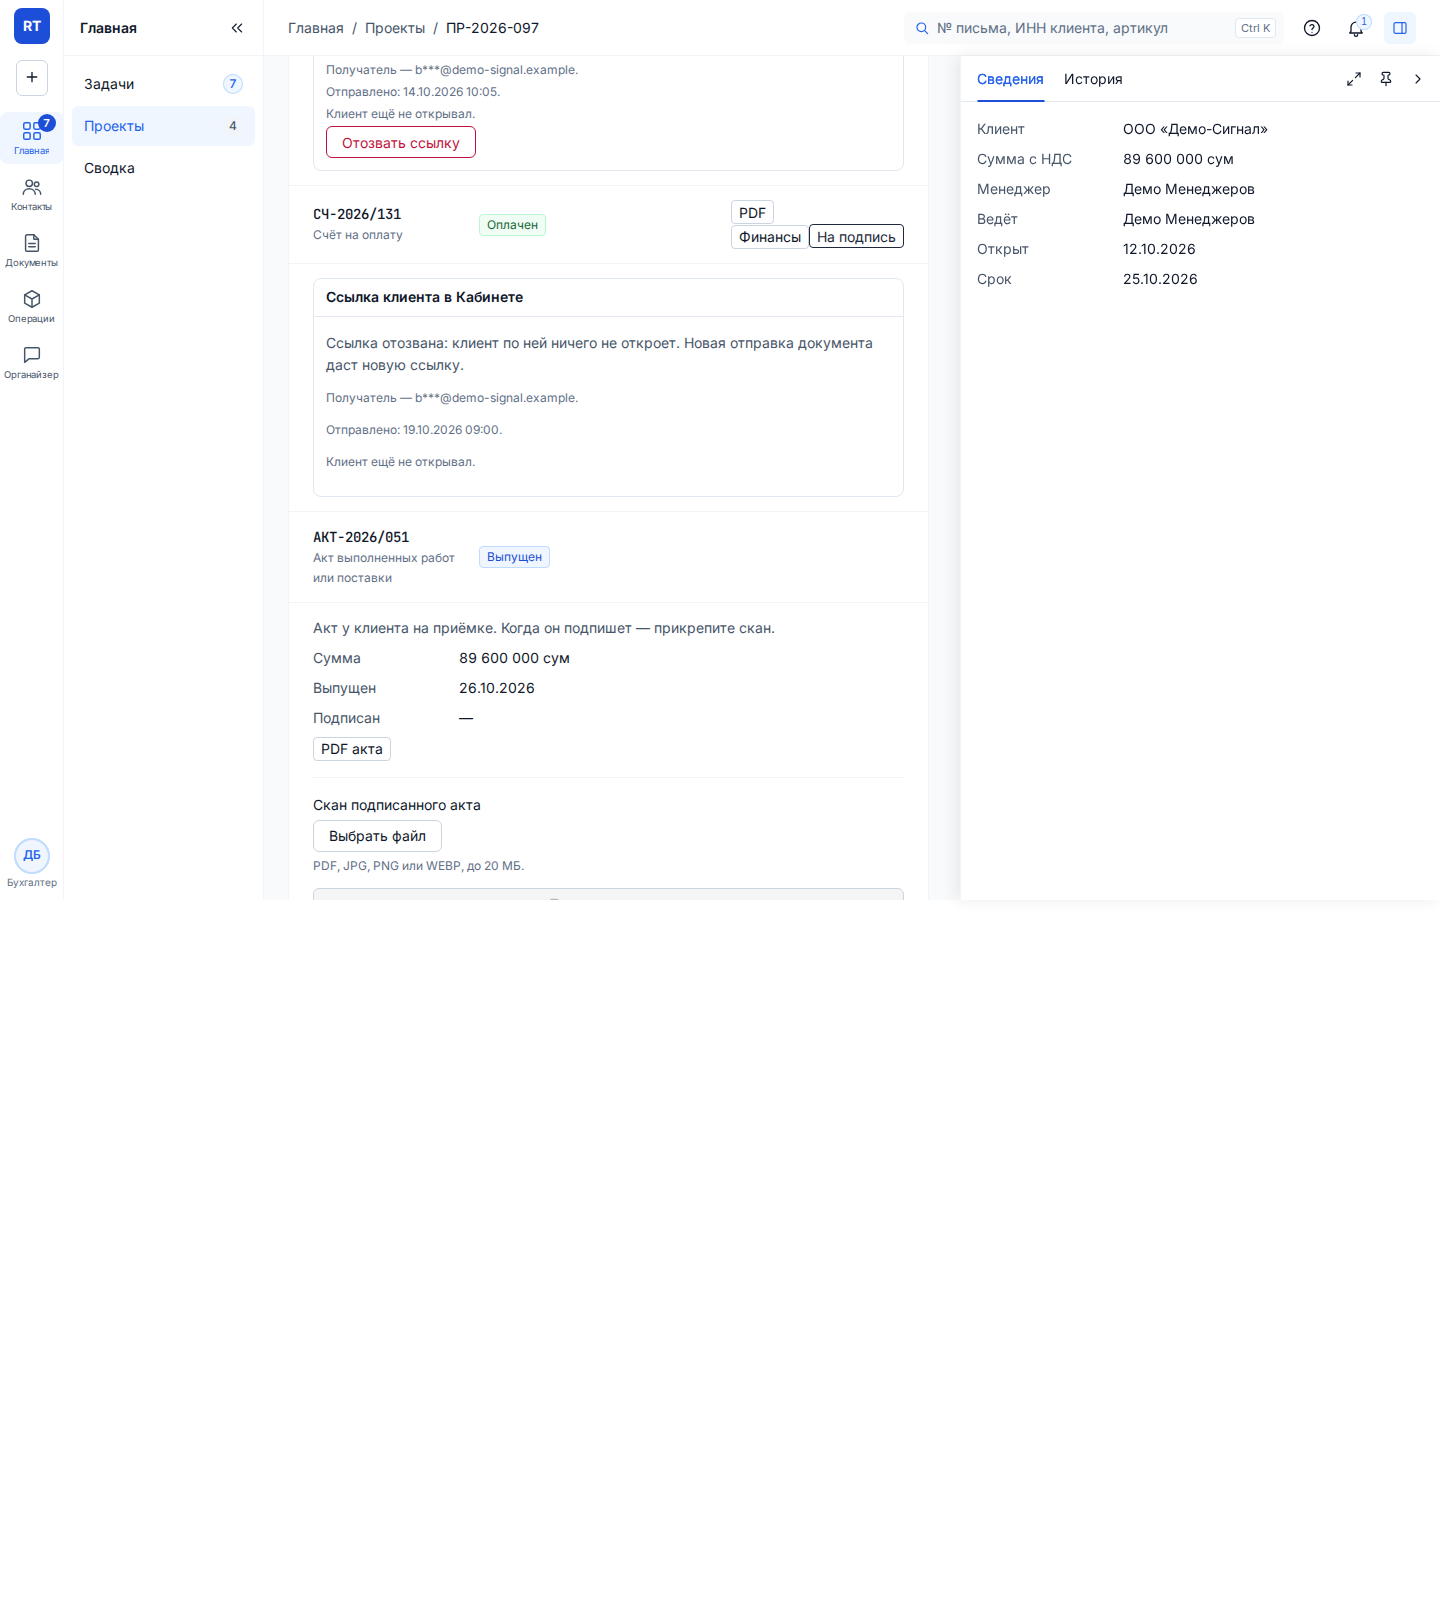 RT
Главная
Главная / Проекты / ПР-2026-097
№ письма, ИНН клиента, артикул
Ctrl K
1
7
Главная
Контакты
Документы
Операции
Органайзер
ДБ
Бухгалтер
Задачи
7
Проекты
4
Сводка
Получатель — b***@demo-signal.example.
Отправлено: 14.10.2026 10:05.
Клиент ещё не открывал.
Отозвать ссылку
СЧ-2026/131
Счёт на оплату
Оплачен
PDF
Финансы
На подпись
Ссылка клиента в Кабинете
Ссылка отозвана: клиент по ней ничего не откроет. Новая отправка документа
даст новую ссылку.
Получатель — b***@demo-signal.example.
Отправлено: 19.10.2026 09:00.
Клиент ещё не открывал.
АКТ-2026/051
Акт выполненных работ
или поставки
Выпущен
Акт у клиента на приёмке. Когда он подпишет — прикрепите скан.
Сумма 89 600 000 сум
Выпущен 26.10.2026
Подписан —
PDF акта
Скан подписанного акта
Выбрать файл
PDF, JPG, PNG или WEBP, до 20 МБ.
Сведения
История
Клиент ООО «Демо-Сигнал»
Сумма с НДС 89 600 000 сум
Менеджер Демо Менеджеров
Ведёт Демо Менеджеров
Открыт 12.10.2026
Срок 25.10.2026